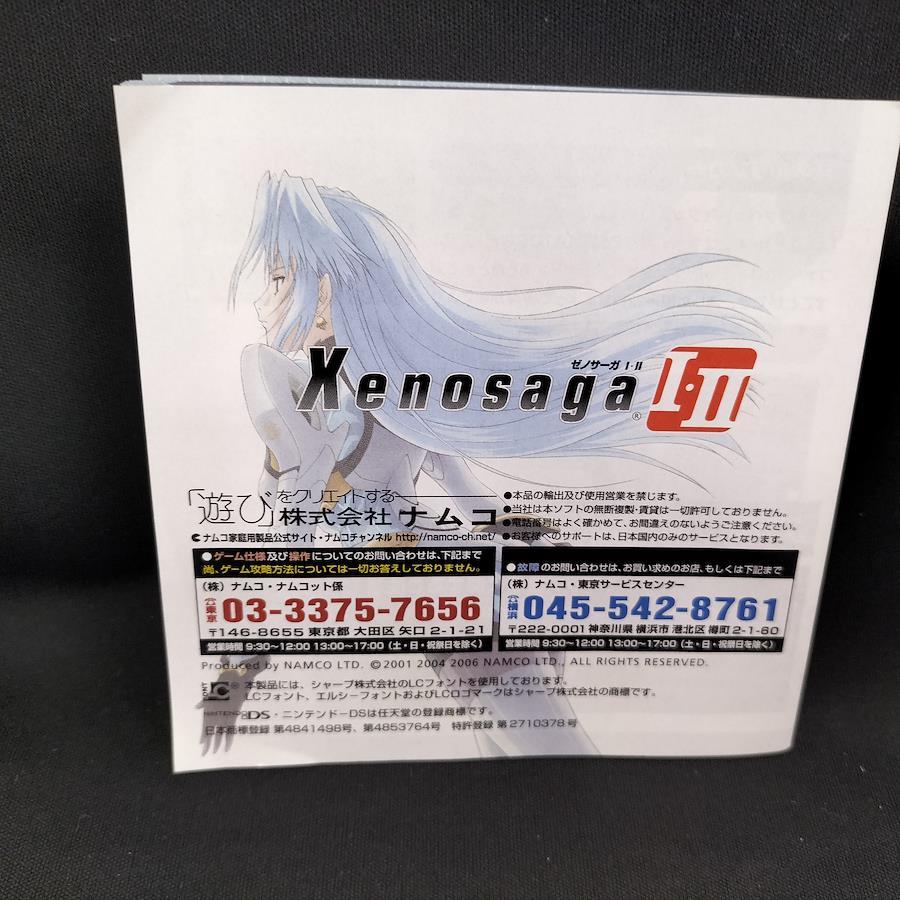 ゼノサーガ I・II
Xenosaga® I・II
「遊び」をクリエイトする
株式会社 ナムコ
ナムコ家庭用製品公式サイト・ナムコチャンネル http://namco-ch.net/
●本品の輸出及び使用営業を禁じます。
●当社は本ソフトの無断複製・賃貸は一切許可しておりません。
●電話番号はよく確かめて、お間違えのないようご注意ください。
●お客様へのサポートは、日本国内のみのサービスとなります。
●ゲーム仕様及び操作についてのお問い合わせは、下記まで
尚、ゲーム攻略方法については一切お答えしておりません。
(株) ナムコ・ナムコット係
☎東京 03-3375-7656
〒146-8655 東京都 大田区 矢口 2-1-21
営業時間 9:30~12:00 13:00~17:00 (土・日・祝祭日を除く)
●故障のお問い合わせは、お買い求めのお店、もしくは下記まで
(株) ナムコ・東京サービスセンター
☎横浜 045-542-8761
〒222-0001 神奈川県 横浜市 港北区 樽町 2-1-60
営業時間 9:30~12:00 13:00~17:00 (土・日・祝祭日を除く)
Produced by NAMCO LTD. ©2001 2004 2006 NAMCO LTD., ALL RIGHTS RESERVED.
LC FONT ® 本製品には、シャープ株式会社のLCフォントを使用しております。
LCフォント、エルシーフォントおよびLCロゴマークはシャープ株式会社の商標です。
NINTENDO DS・ニンテンドーDSは任天堂の登録商標です。
日本商標登録 第4841498号、第4853764号 特許登録 第2710378号